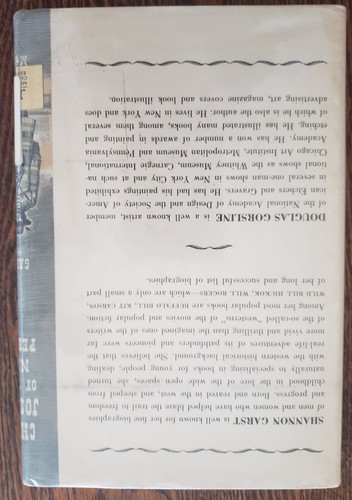 SHANNON GARST is well known for her fine biographies
of men and women who have helped blaze the trail to freedom
and progress. Born and reared in the west, and steeped from
childhood in the lore of the wide open spaces, she turned
naturally to specializing in books for young people, dealing
with the western historical background. She believes that the
real-life adventures of its pathfinders and pioneers were far
more vivid and thrilling than the imagined ones of the writers
of the so-called "westerns" of the movies and popular fiction.
Among her most popular books are BUFFALO BILL, KIT CARSON,
WILD BILL HICKOK, WILL ROGERS—which are only a small part
of her long and successful list of biographies.
DOUGLAS GORSLINE is a well known artist, member
of the National Academy of Design and the Society of Amer-
ican Etchers and Gravers. He has had his paintings exhibited
in several one-man shows in New York City and at such na-
tional shows as the Whitney Museum, Carnegie International,
Chicago Art Institute, Metropolitan Museum and Pennsylvania
Academy. He has won a number of awards in painting and
etching. He has illustrated many books, among them several
of which he is also the author. He lives in New York and does
advertising art, magazine covers and book illustration.
OF